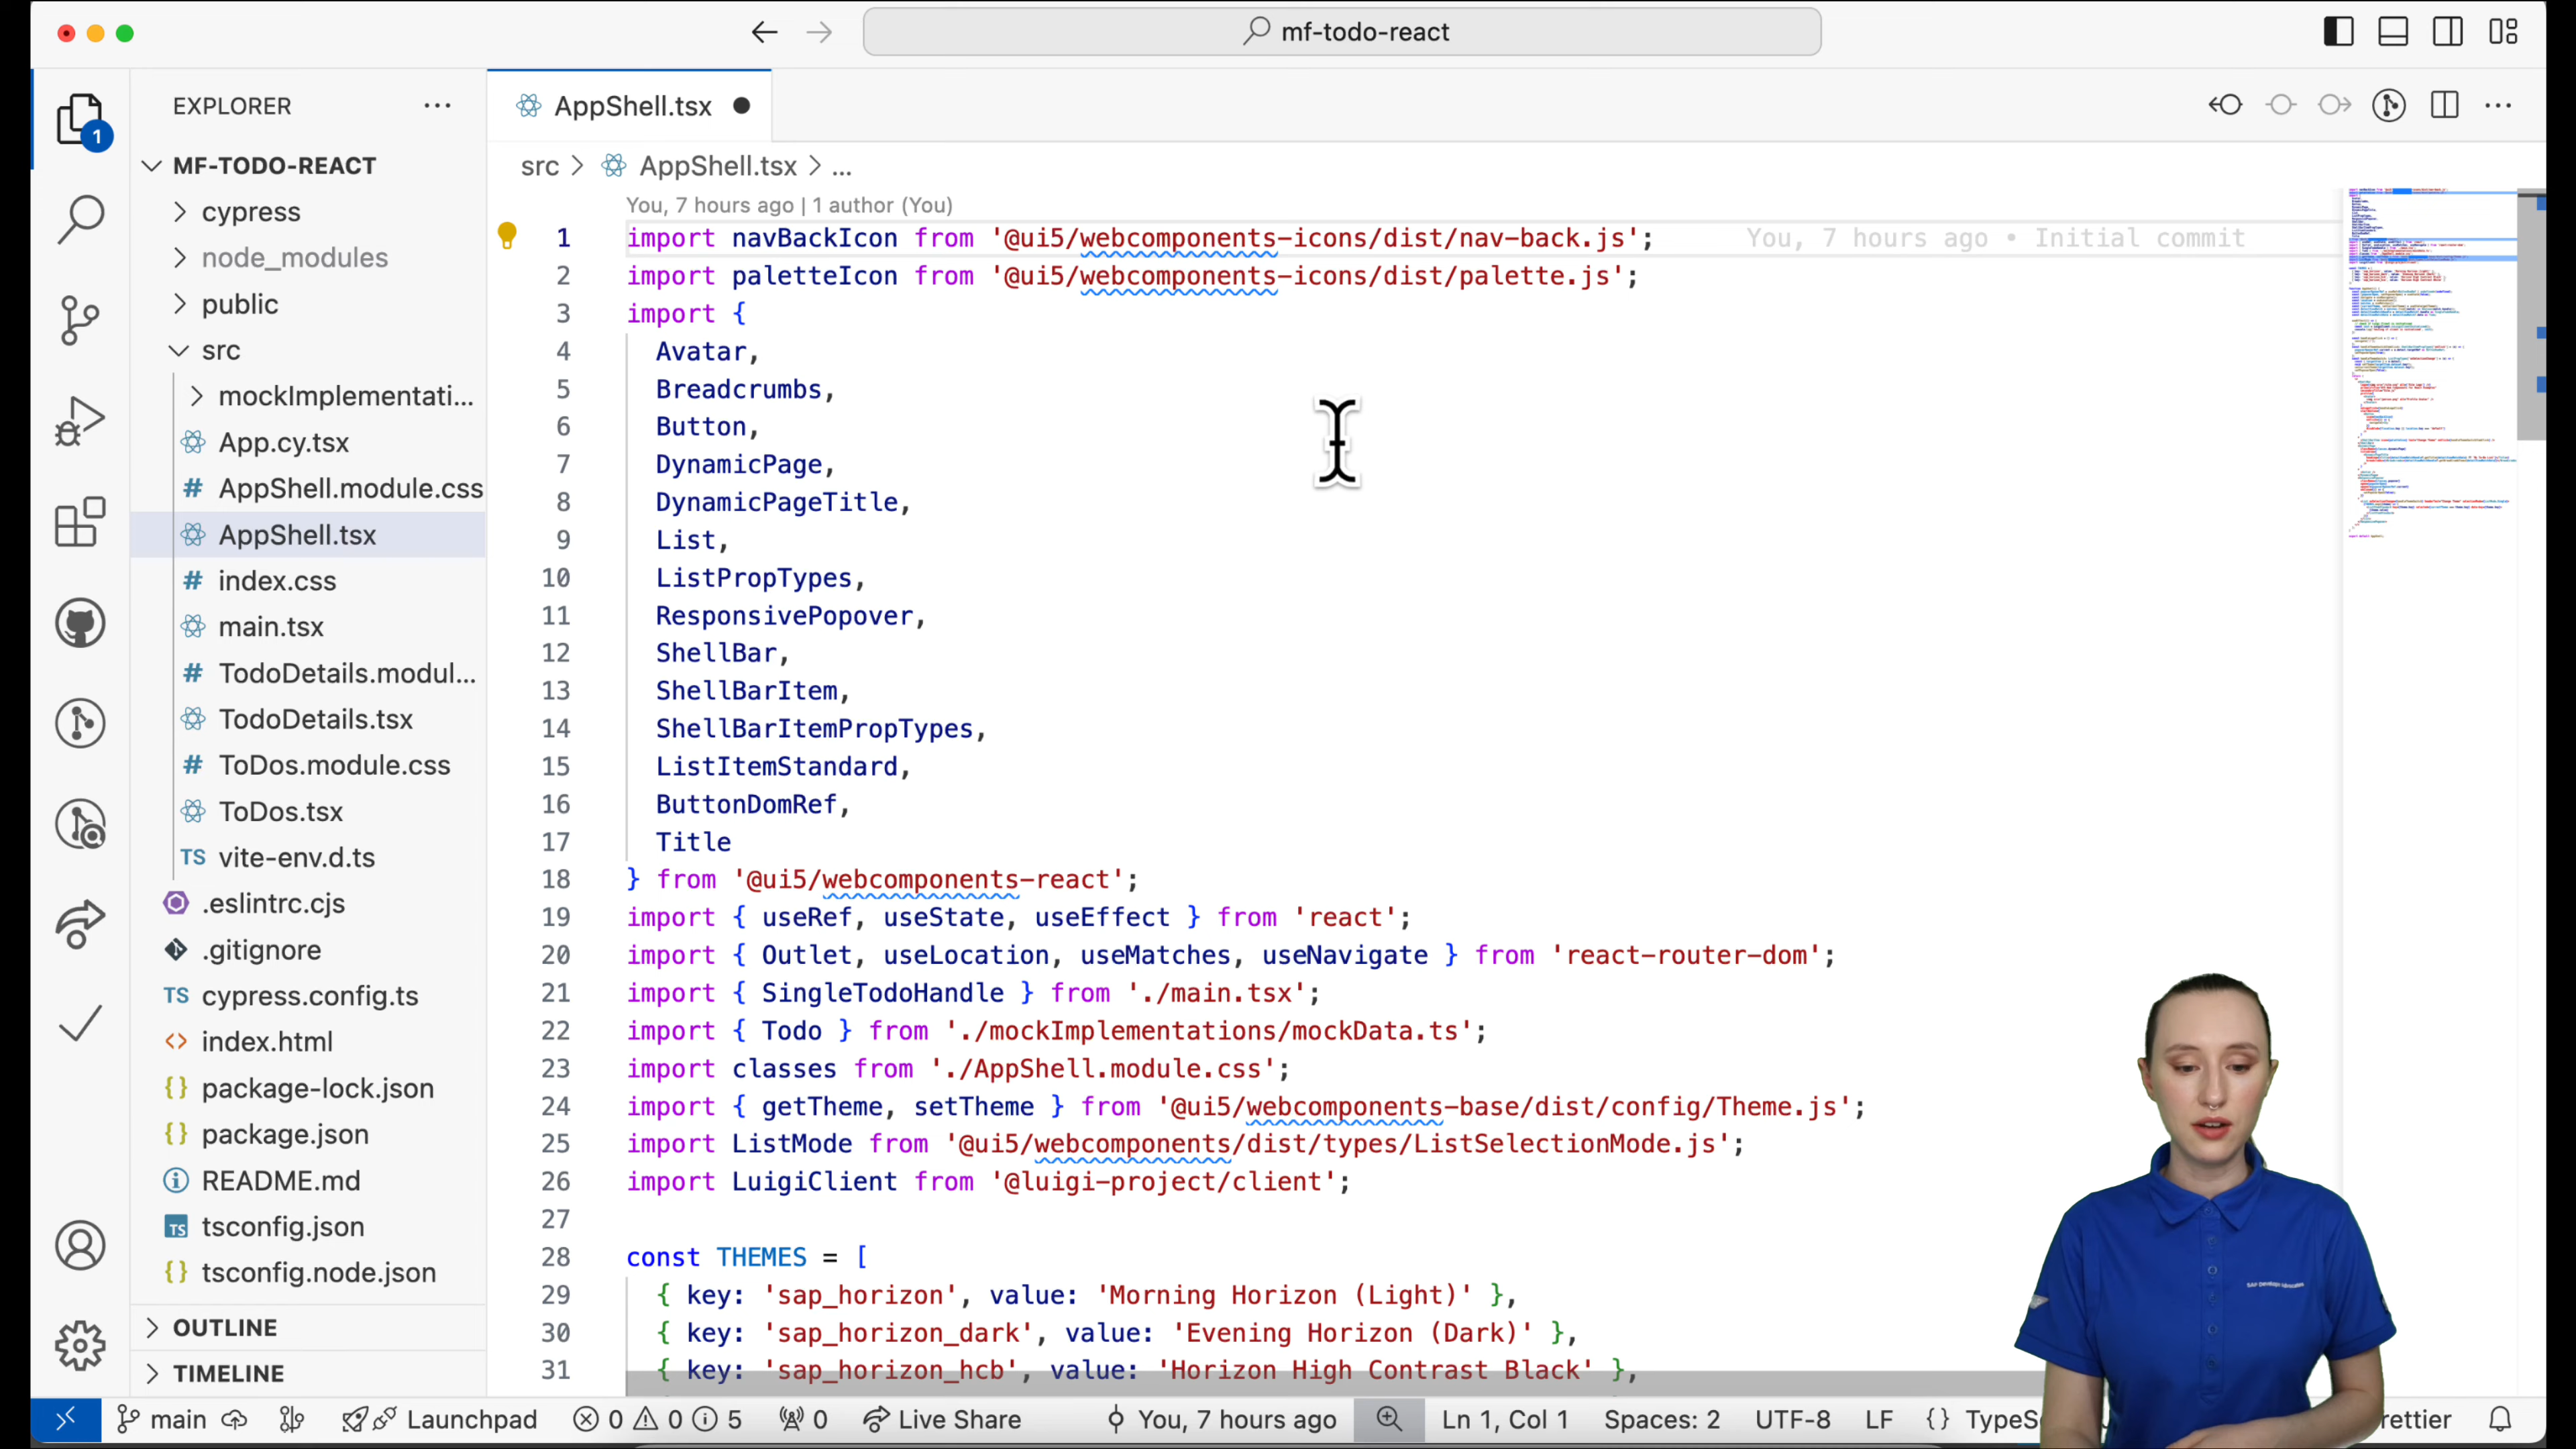 mf-todo-react
EXPLORER
AppShell.tsx
1
MF-TODO-REACT
cypress
node_modules
public
src
mockImplementati...
App.cy.tsx
AppShell.module.css
AppShell.tsx
index.css
main.tsx
TodoDetails.modul...
TodoDetails.tsx
ToDos.module.css
ToDos.tsx
TS vite-env.d.ts
.eslintrc.cjs
.gitignore
TS cypress.config.ts
index.html
package-lock.json
package.json
README.md
TS tsconfig.json
tsconfig.node.json
OUTLINE
TIMELINE
src > AppShell.tsx > ...
You, 7 hours ago | 1 author (You)
1 import navBackIcon from '@ui5/webcomponents-icons/dist/nav-back.js'; You, 7 hours ago • Initial commit
2 import paletteIcon from '@ui5/webcomponents-icons/dist/palette.js';
3 import {
4 Avatar,
5 Breadcrumbs,
6 Button,
7 DynamicPage,
8 DynamicPageTitle,
9 List,
10 ListPropTypes,
11 ResponsivePopover,
12 ShellBar,
13 ShellBarItem,
14 ShellBarItemPropTypes,
15 ListItemStandard,
16 ButtonDomRef,
17 Title
18 } from '@ui5/webcomponents-react';
19 import { useRef, useState, useEffect } from 'react';
20 import { Outlet, useLocation, useMatches, useNavigate } from 'react-router-dom';
21 import { SingleTodoHandle } from './main.tsx';
22 import { Todo } from './mockImplementations/mockData.ts';
23 import classes from './AppShell.module.css';
24 import { getTheme, setTheme } from '@ui5/webcomponents-base/dist/config/Theme.js';
25 import ListMode from '@ui5/webcomponents/dist/types/ListSelectionMode.js';
26 import LuigiClient from '@luigi-project/client';
27
28 const THEMES = [
29 { key: 'sap_horizon', value: 'Morning Horizon (Light)' },
30 { key: 'sap_horizon_dark', value: 'Evening Horizon (Dark)' },
31 { key: 'sap_horizon_hcb', value: 'Horizon High Contrast Black' },
main Launchpad 0 0 5 0 Live Share You, 7 hours ago Ln 1, Col 1 Spaces: 2 UTF-8 LF {} TypeSc rettier